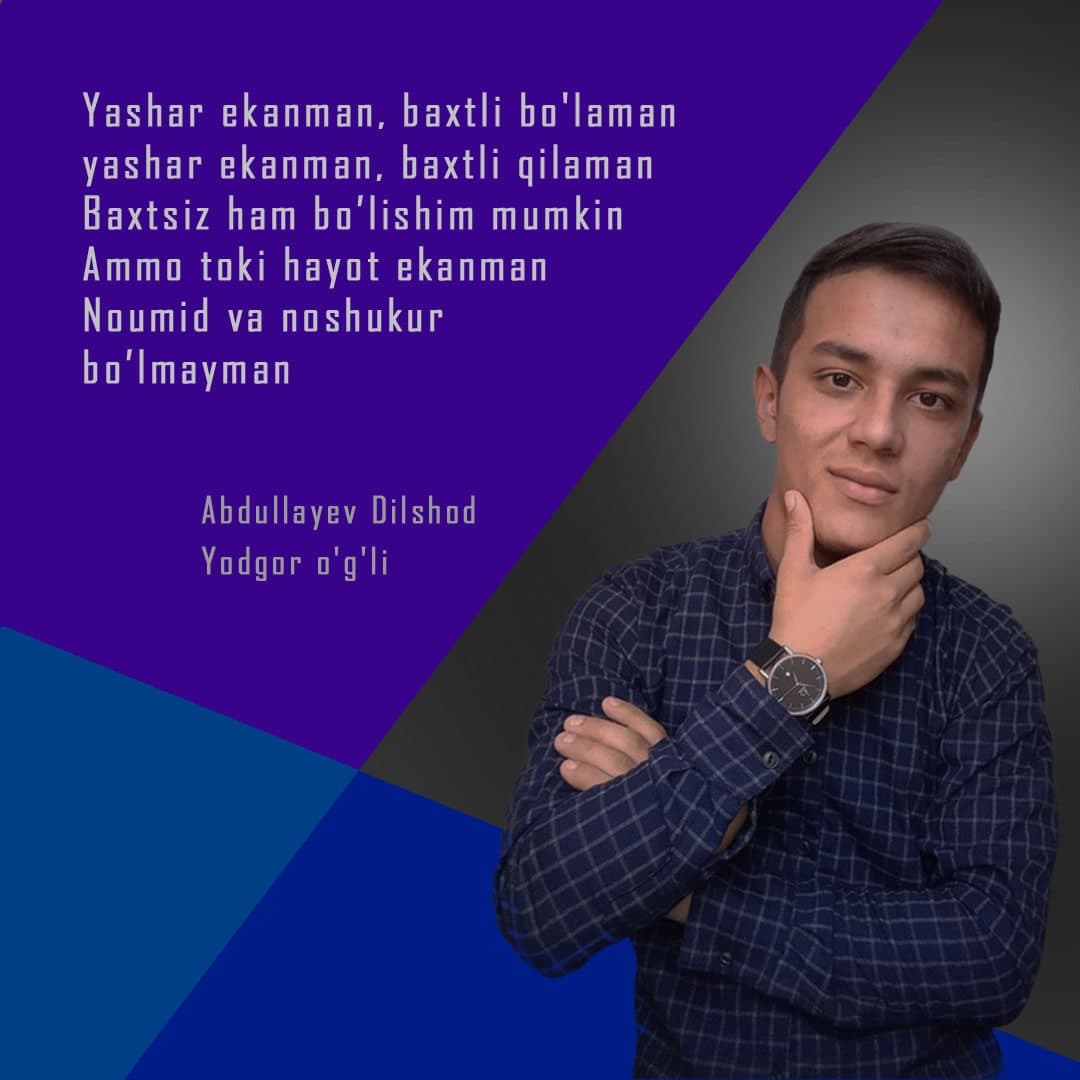 Yashar ekanman, baxtli bo'laman
yashar ekanman, baxtli qilaman
Baxtsiz ham bo’lishim mumkin
Ammo toki hayot ekanman
Noumid va noshukur
bo’lmayman
Abdullayev Dilshod
Yodgor o'g'li